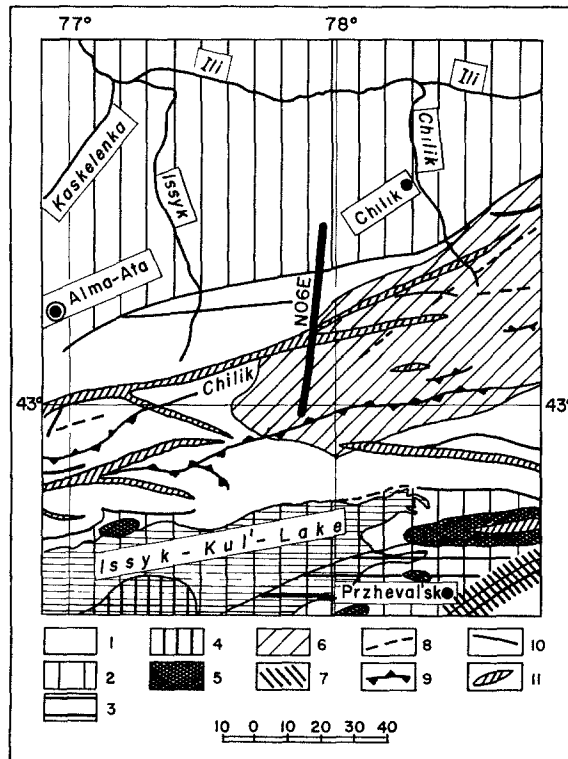 77° 78°
Ili Ili
Kaskelenka Issyk Chilik Chilik
Alma-Ata
N06E
Chilik
43° 43°
Issyk-Kul'-Lake
Przheval'sk
1 4 6 8 10
2 5 7 9 11
3
10 0 10 20 30 40